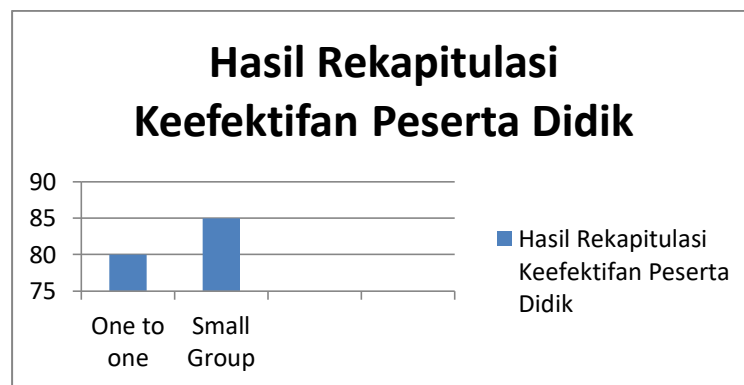 Hasil Rekapitulasi
Keefektifan Peserta Didik
90
85
80
75
One to
one
Small
Group
Hasil Rekapitulasi
Keefektifan Peserta
Didik